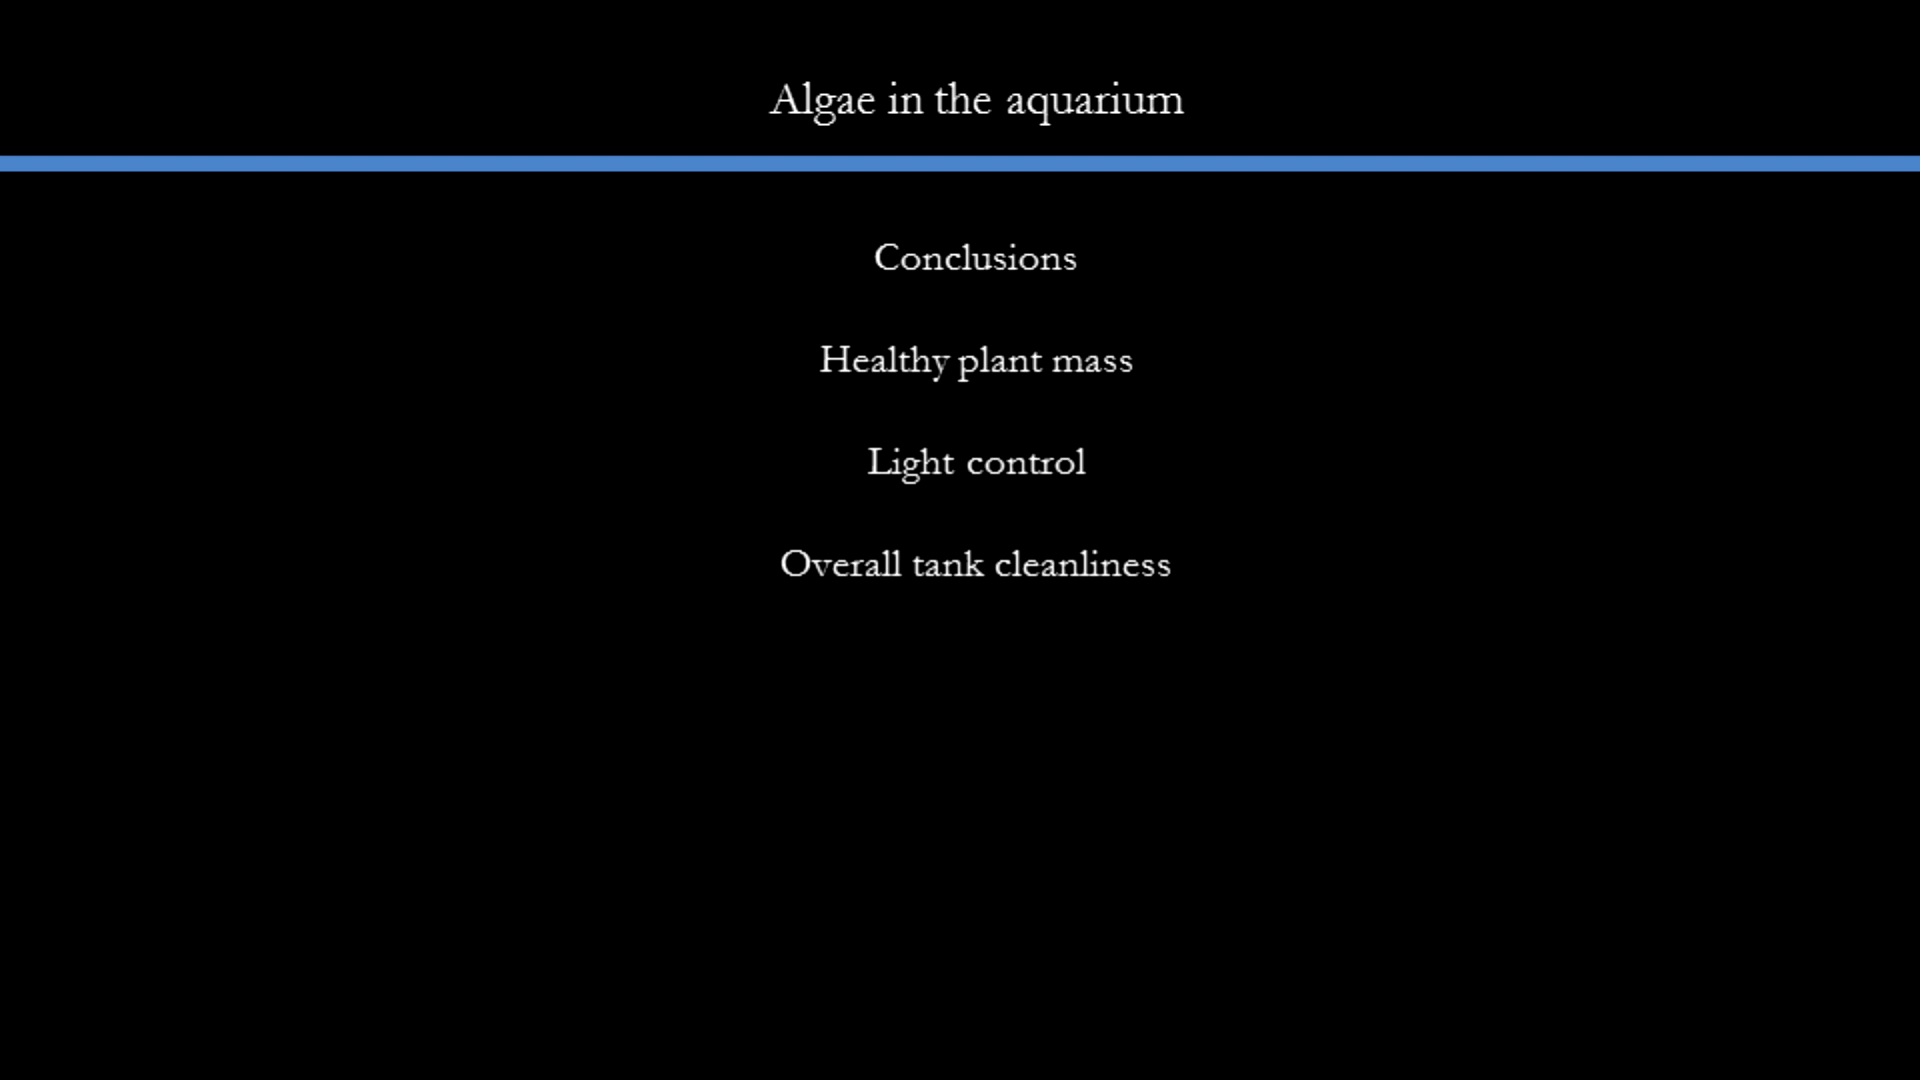 Algae in the aquarium
Conclusions
Healthy plant mass
Light control
Overall tank cleanliness